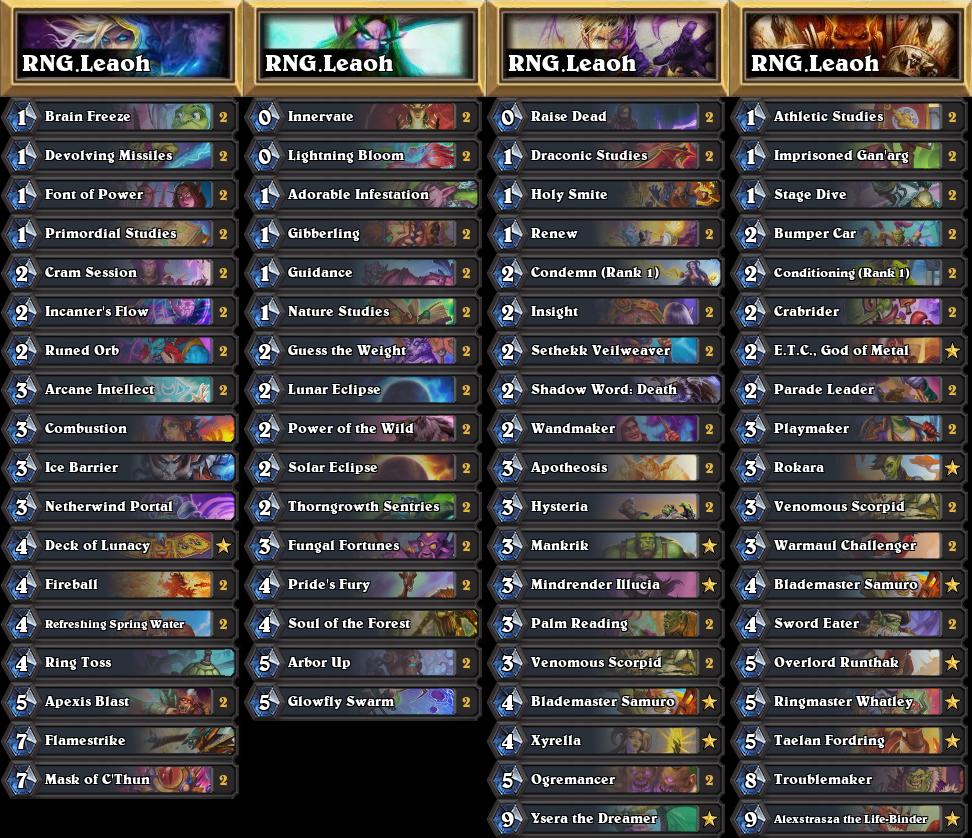 RNG.Leaoh
1 Brain Freeze 2
1 Devolving Missiles 2
1 Font of Power 2
1 Primordial Studies 2
2 Cram Session 2
2 Incanter's Flow 2
2 Runed Orb 2
3 Arcane Intellect 2
3 Combustion
3 Ice Barrier
3 Netherwind Portal
4 Deck of Lunacy
4 Fireball 2
4 Refreshing Spring Water 2
4 Ring Toss
5 Apexis Blast 2
7 Flamestrike
7 Mask of C'Thun 2
RNG.Leaoh
0 Innervate 2
0 Lightning Bloom 2
1 Adorable Infestation
1 Gibberling 2
1 Guidance 2
1 Nature Studies 2
2 Guess the Weight 2
2 Lunar Eclipse 2
2 Power of the Wild 2
2 Solar Eclipse 2
2 Thorngrowth Sentries 2
3 Fungal Fortunes 2
4 Pride's Fury 2
4 Soul of the Forest
5 Arbor Up 2
5 Glowfly Swarm 2
RNG.Leaoh
0 Raise Dead 2
1 Draconic Studies 2
1 Holy Smite
1 Renew 2
2 Condemn (Rank 1)
2 Insight 2
2 Sethekk Veilweaver 2
2 Shadow Word: Death
2 Wandmaker 2
3 Apotheosis 2
3 Hysteria 2
3 Mankrik
3 Mindrender Illucia
3 Palm Reading 2
3 Venomous Scorpid 2
4 Blademaster Samuro
4 Xyrella
5 Ogremancer 2
9 Ysera the Dreamer
RNG.Leaoh
1 Athletic Studies 2
1 Imprisoned Gan'arg 2
1 Stage Dive 2
2 Bumper Car 2
2 Conditioning (Rank 1) 2
2 Crabrider 2
2 E.T.C., God of Metal
2 Parade Leader 2
3 Playmaker 2
3 Rokara
3 Venomous Scorpid 2
3 Warmaul Challenger 2
4 Blademaster Samuro
4 Sword Eater 2
5 Overlord Runthak
5 Ringmaster Whatley
5 Taelan Fordring
8 Troublemaker
9 Alexstrasza the Life-Binder